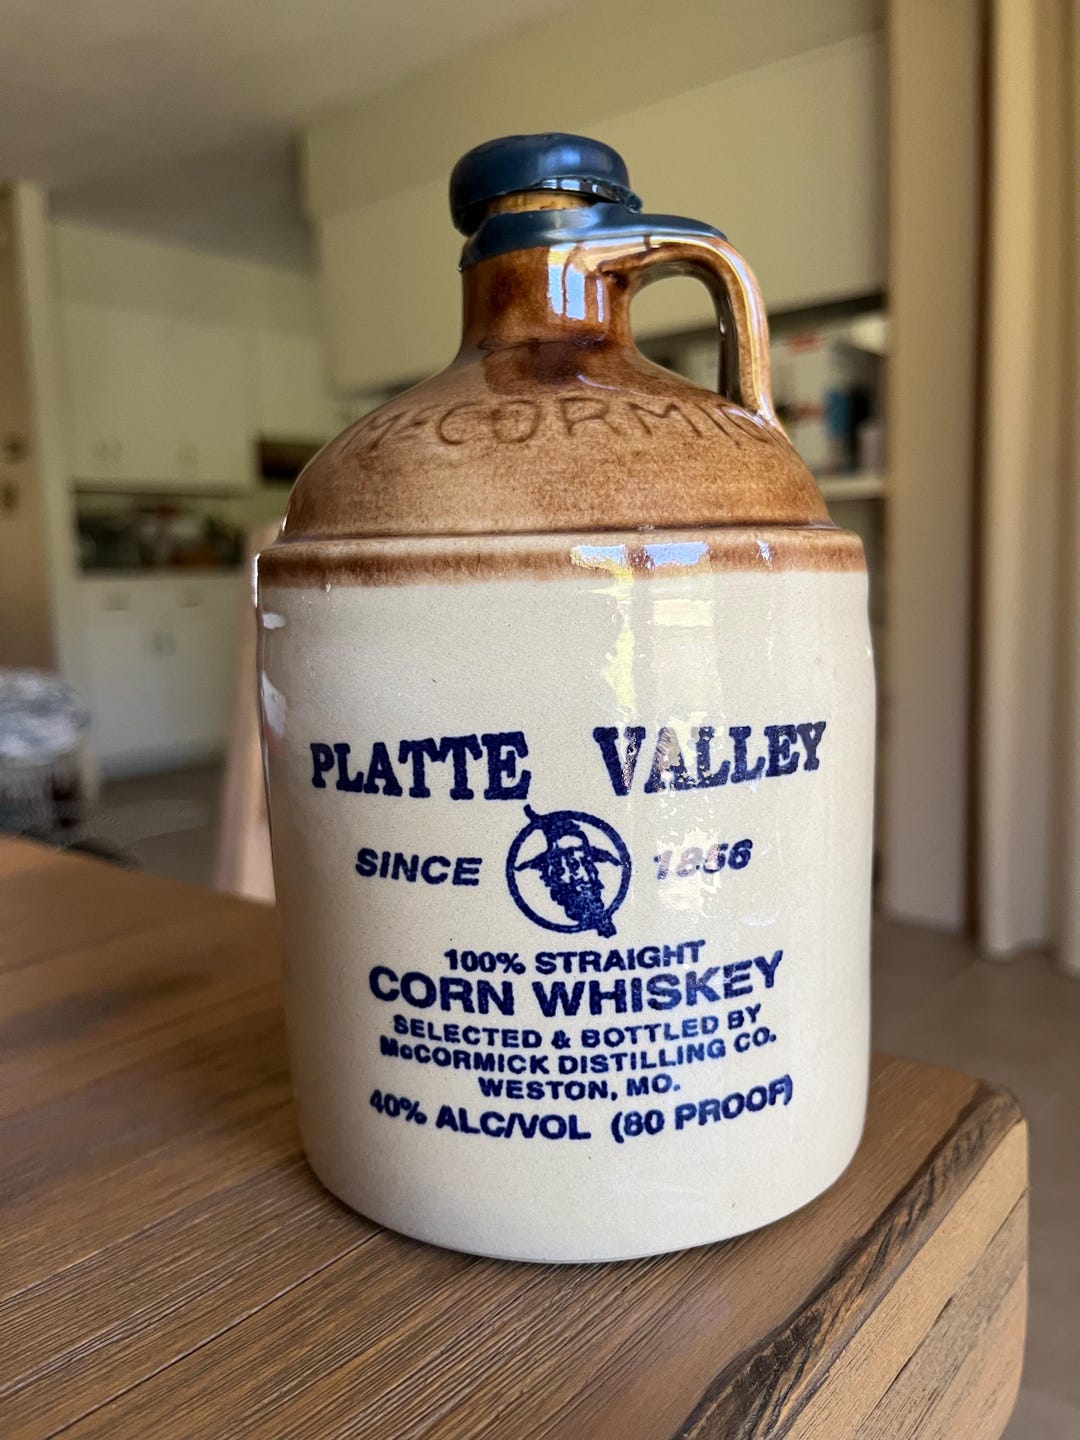 McCORMICK
PLATTE VALLEY
SINCE 1856
100% STRAIGHT
CORN WHISKEY
SELECTED & BOTTLED BY
McCORMICK DISTILLING CO.
WESTON, MO.
40% ALC/VOL (80 PROOF)